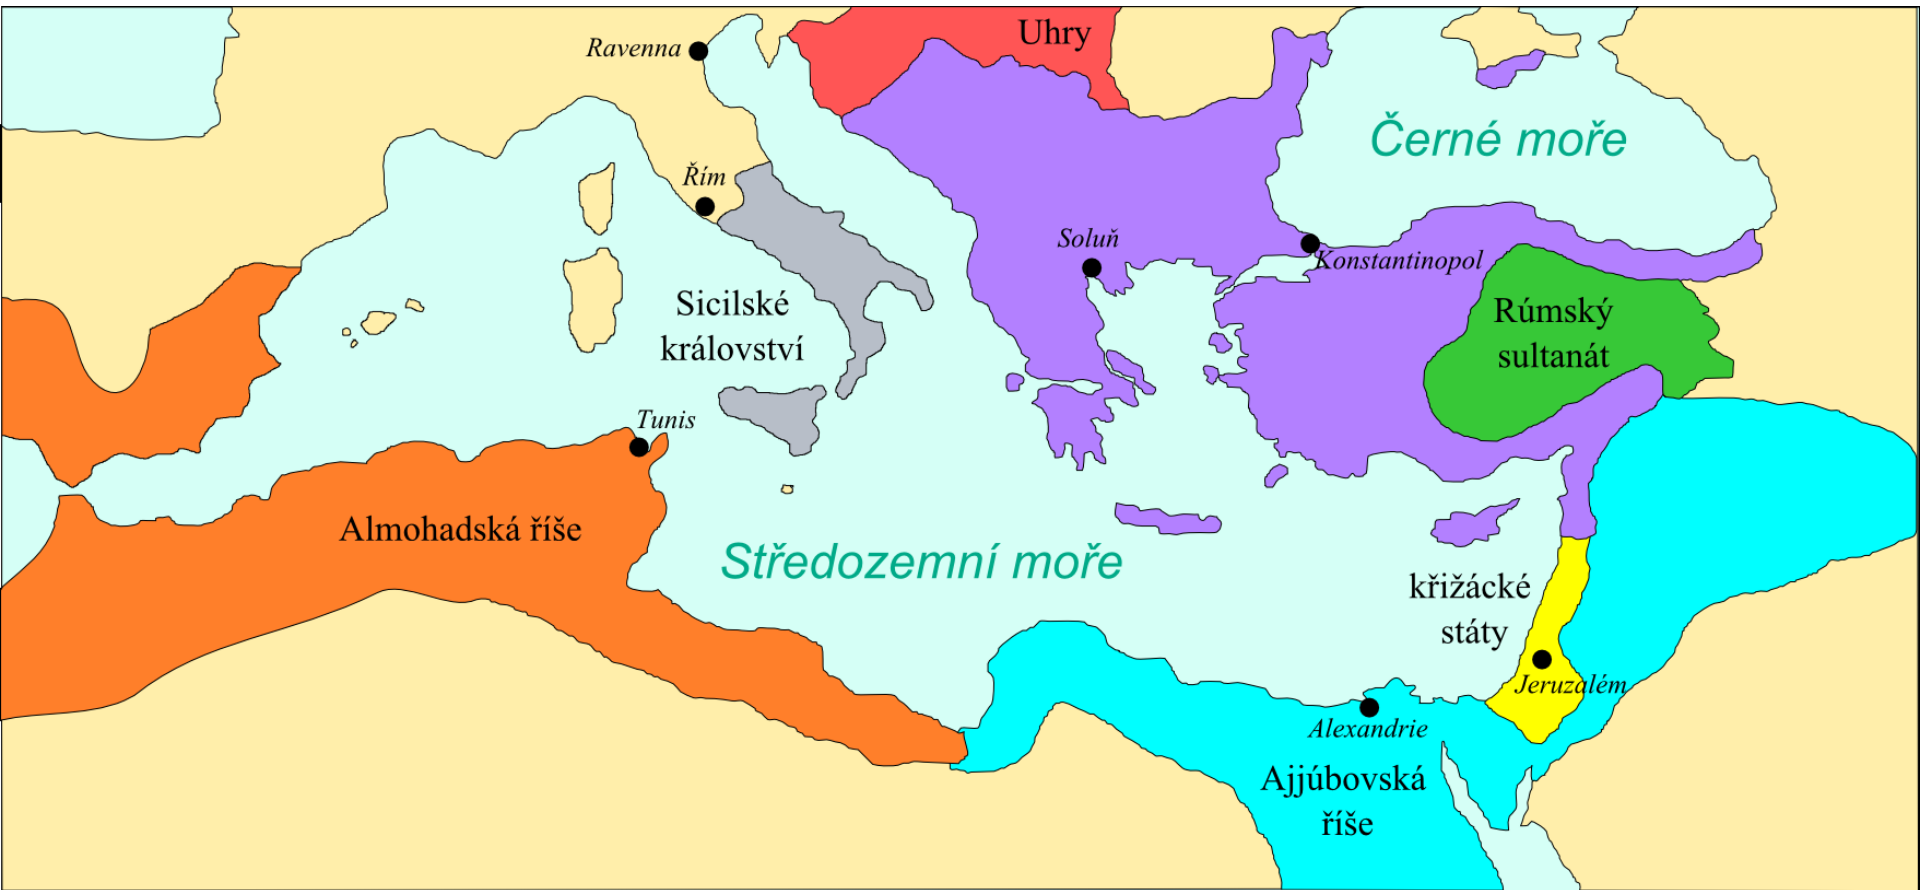 Uhry
Ravenna
Černé moře
Řím
Soluň
Konstantinopol
Sicilské
království
Rúmský
sultanát
Tunis
Almohadská říše
Středozemní moře
křižácké
státy
Jeruzalém
Alexandrie
Ajjúbovská
říše